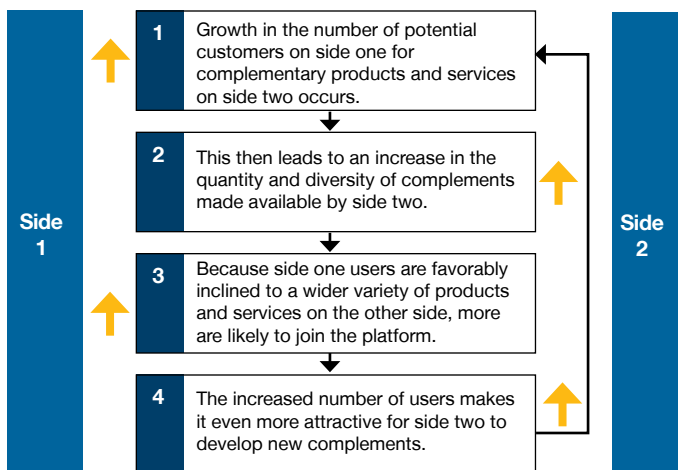 Side
1
1
Growth in the number of potential
customers on side one for
complementary products and services
on side two occurs.
2
This then leads to an increase in the
quantity and diversity of complements
made available by side two.
3
Because side one users are favorably
inclined to a wider variety of products
and services on the other side, more
are likely to join the platform.
4
The increased number of users makes
it even more attractive for side two to
develop new complements.
Side
2